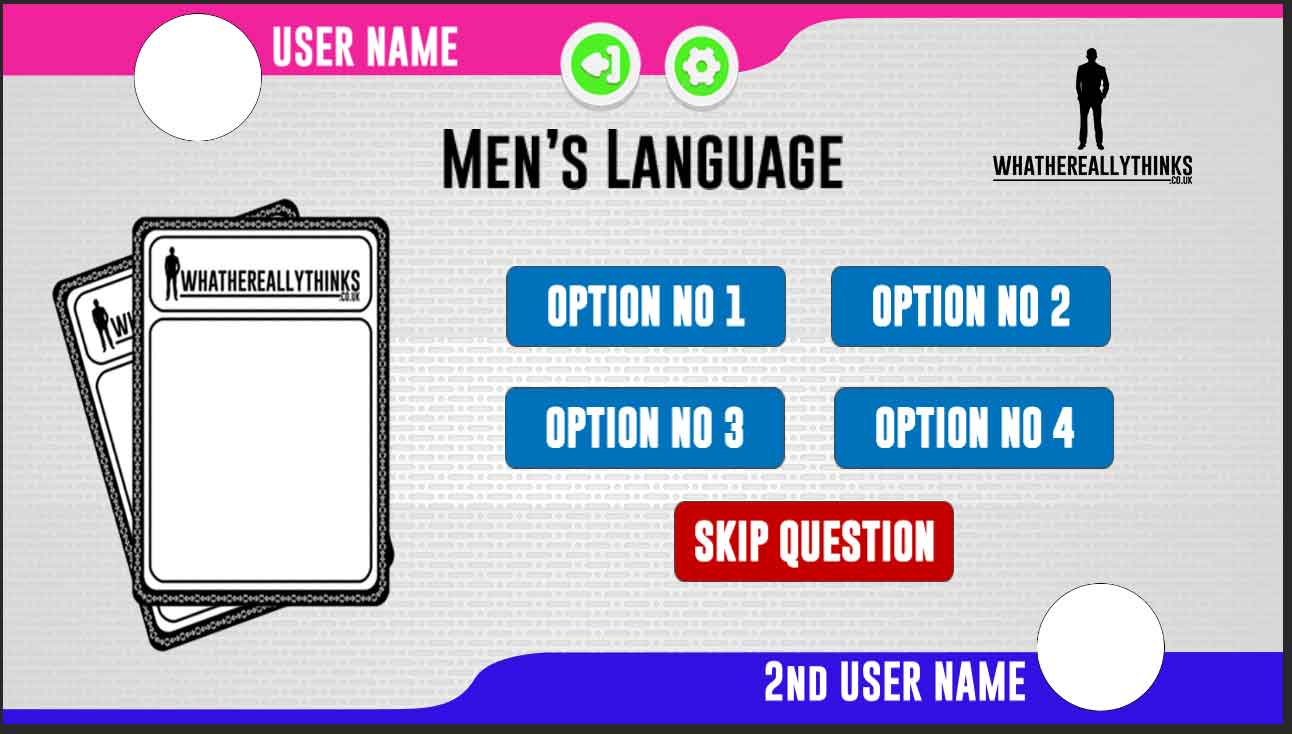 USER NAME
Men's Language
WHATHEREALLYTHINKS
.CO.UK
WHATHEREALLYTHINKS
.CO.UK
WH
OPTION NO 1
OPTION NO 2
OPTION NO 3
OPTION NO 4
SKIP QUESTION
2ND USER NAME